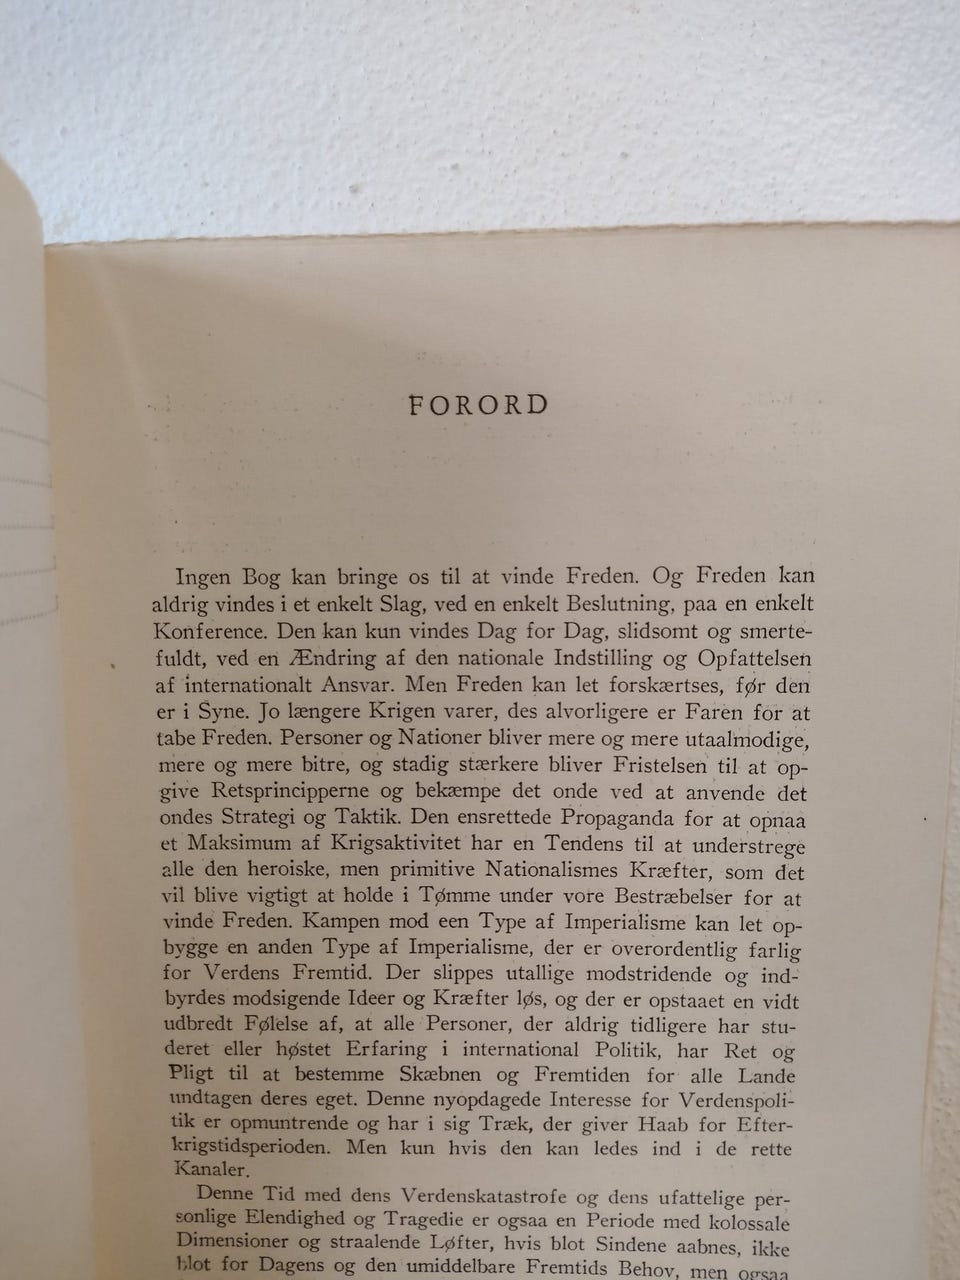 FORORD
Ingen Bog kan bringe os til at vinde Freden. Og Freden kan
aldrig vindes i et enkelt Slag, ved en enkelt Beslutning, paa en enkelt
Konference. Den kan kun vindes Dag for Dag, slidsomt og smerte-
fuldt, ved en Ændring af den nationale Indstilling og Opfattelsen
af internationalt Ansvar. Men Freden kan let forskærtses, før den
er i Syne. Jo længere Krigen varer, des alvorligere er Faren for at
tabe Freden. Personer og Nationer bliver mere og mere utaalmodige,
mere og mere bitre, og stadig stærkere bliver Fristelsen til at op-
give Retsprincipperne og bekæmpe det onde ved at anvende det
ondes Strategi og Taktik. Den ensrettede Propaganda for at opnaa
et Maksimum af Krigsaktivitet har en Tendens til at understrege
alle den heroiske, men primitive Nationalismes Kræfter, som det
vil blive vigtigt at holde i Tømme under vore Bestræbelser for at
vinde Freden. Kampen mod een Type af Imperialisme kan let op-
bygge en anden Type af Imperialisme, der er overordentlig farlig
for Verdens Fremtid. Der slippes utallige modstridende og ind-
byrdes modsigende Ideer og Kræfter løs, og der er opstaaet en vidt
udbredt Følelse af, at alle Personer, der aldrig tidligere har stu-
deret eller høstet Erfaring i international Politik, har Ret og
Pligt til at bestemme Skæbnen og Fremtiden for alle Lande
undtagen deres eget. Denne nyopdagede Interesse for Verdenspoli-
tik er opmuntrende og har i sig Træk, der giver Haab for Efter-
krigstidsperioden. Men kun hvis den kan ledes ind i de rette
Kanaler.
Denne Tid med dens Verdenskatastrofe og dens ufattelige per-
sonlige Elendighed og Tragedie er ogsaa en Periode med kolossale
Dimensioner og straalende Løfter, hvis blot Sindene aabnes, ikke
blot for Dagens og den umiddelbare Fremtids Behov, men ogsaa